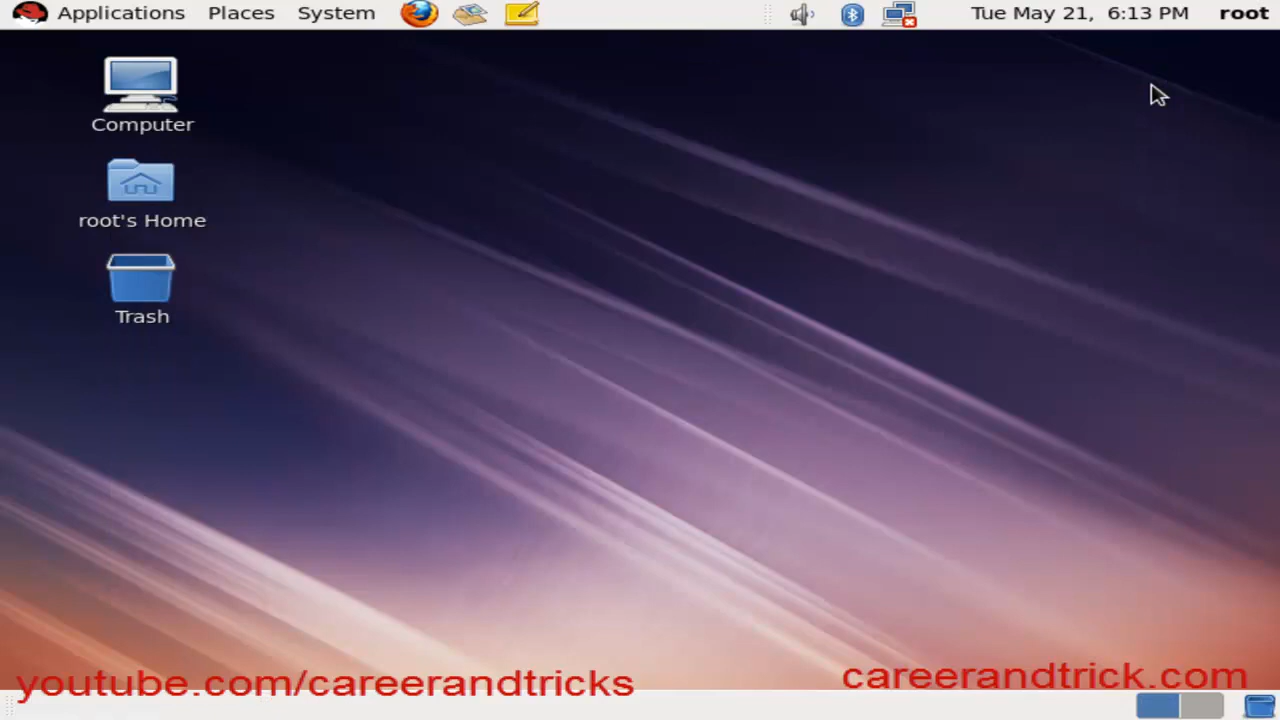 Applications Places System Tue May 21, 6:13 PM root
Computer
root's Home
Trash
youtube.com/careerandtricks
careerandtrick.com